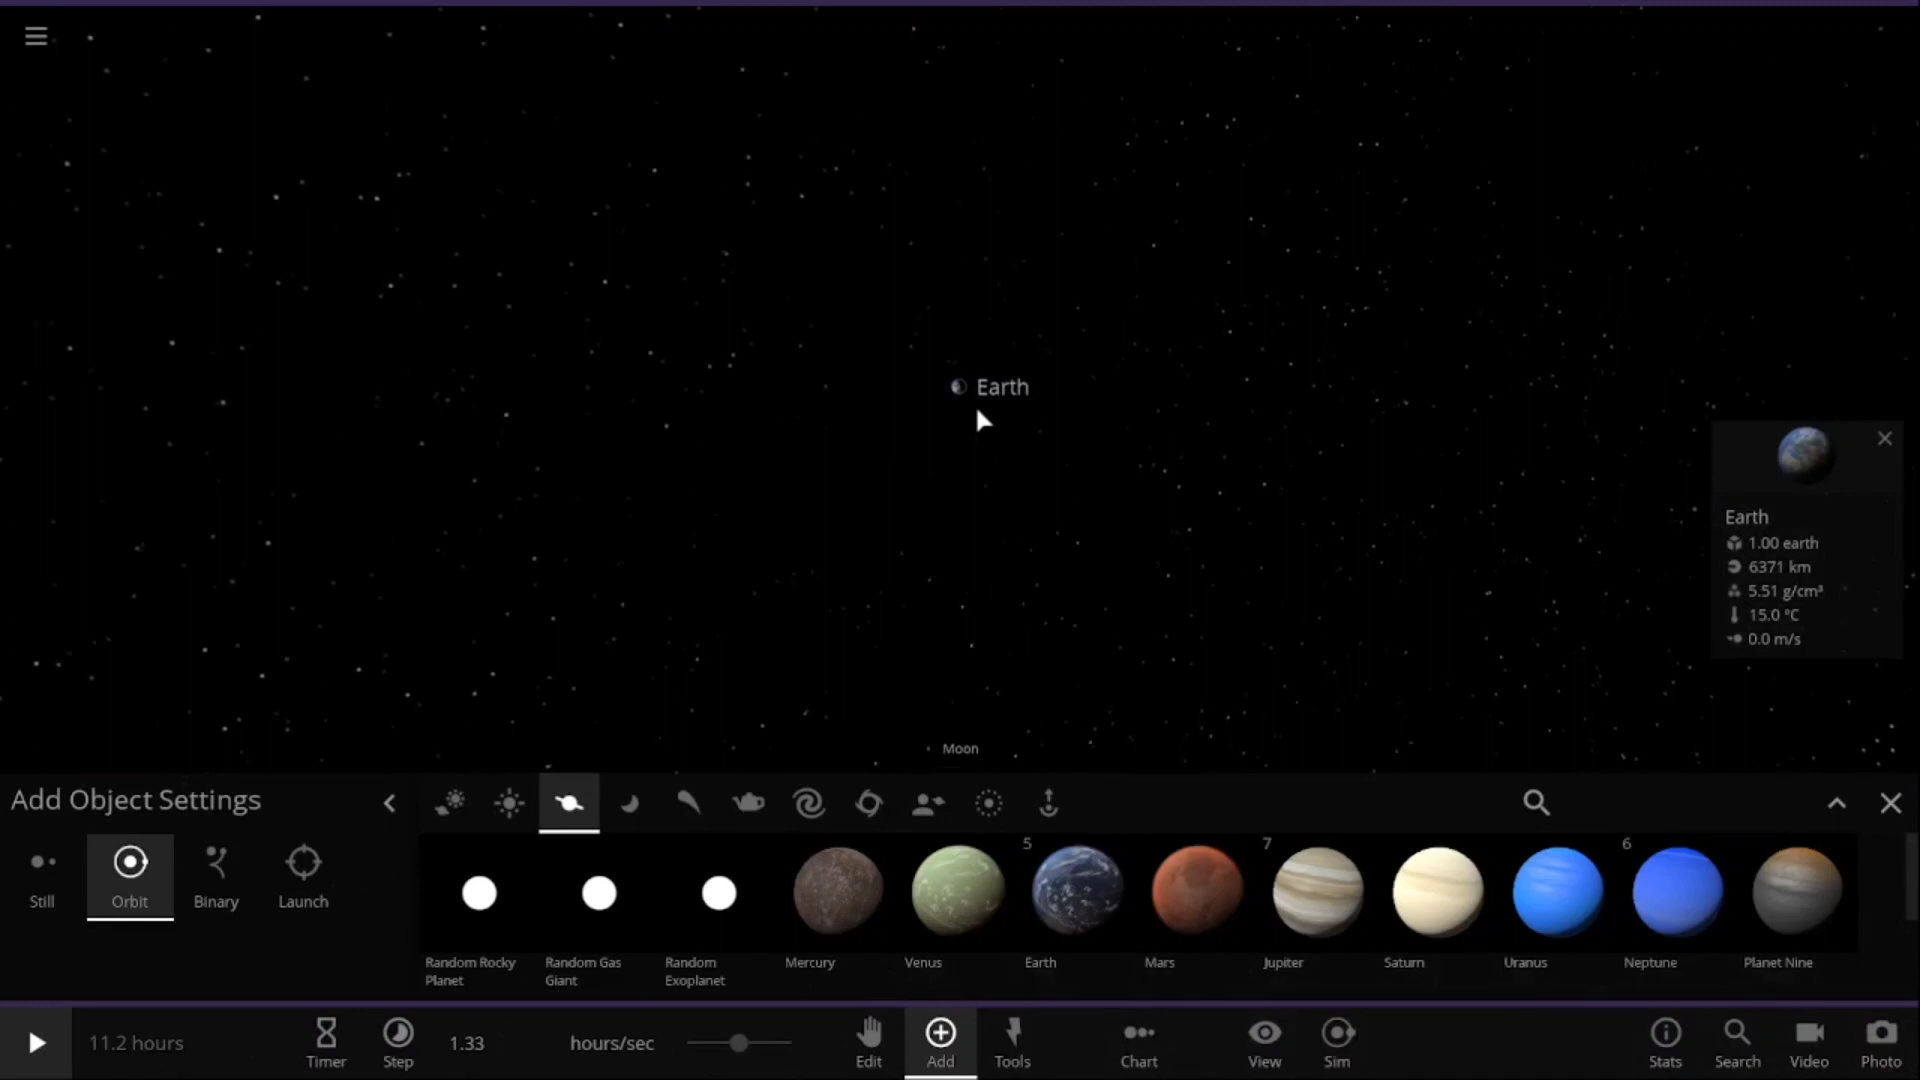 Earth
Earth
1.00 earth
6371 km
5.51 g/cm³
15.0 °C
0.0 m/s
Moon
Add Object Settings
Still
Orbit
Binary
Launch
5
7
6
Random Rocky
Planet
Random Gas
Giant
Random
Exoplanet
Mercury
Venus
Earth
Mars
Jupiter
Saturn
Uranus
Neptune
Planet Nine
11.2 hours
Timer
Step
1.33
hours/sec
Edit
Add
Tools
Chart
View
Sim
Stats
Search
Video
Photo